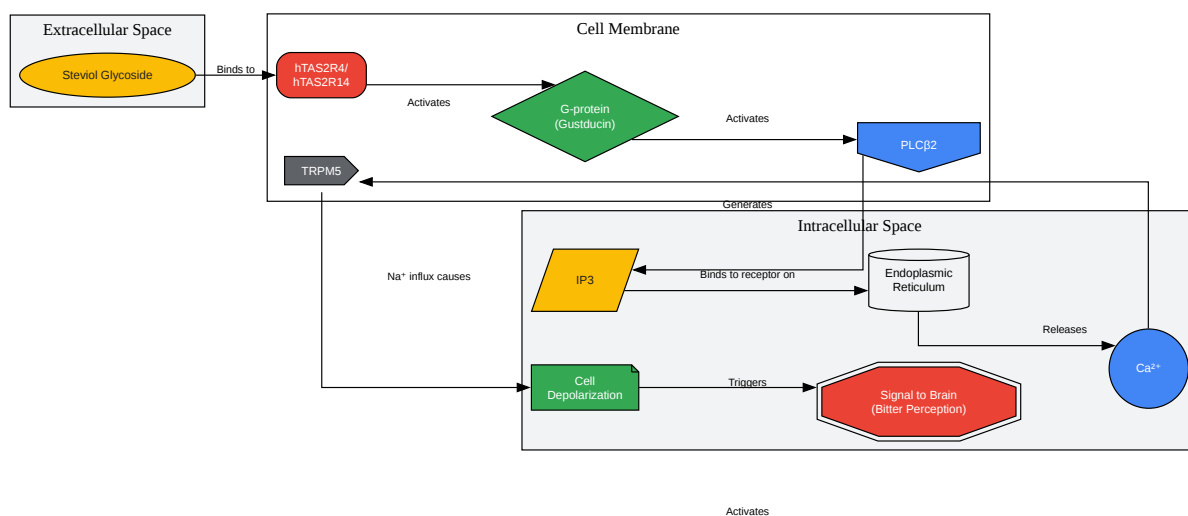 Extracellular Space
Cell Membrane
Steviol Glycoside
Binds to
hTAS2R4/
hTAS2R14
Activates
G-protein
(Gustducin)
Activates
PLCβ2
TRPM5
Generates
Intracellular Space
Na⁺ influx causes
IP3
Binds to receptor on
Endoplasmic
Reticulum
Releases
Ca²⁺
Cell
Depolarization
Triggers
Signal to Brain
(Bitter Perception)
Activates